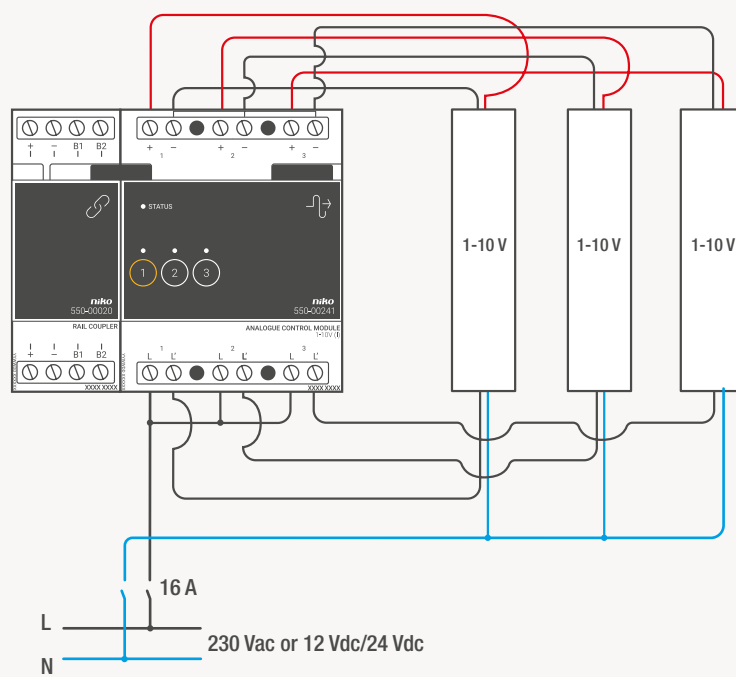 + − B1 B2
+ − + − + −
1 2 3
STATUS
1 2 3
niko
550-00020
niko
550-00241
RAIL COUPLER
ANALOGUE CONTROL MODULE
1-10V (I)
+ − B1 B2
1 2 3
L L' L L' L L'
XXXX XXXX
XXXX XXXX
1-10 V
1-10 V
1-10 V
16 A
L
230 Vac or 12 Vdc/24 Vdc
N